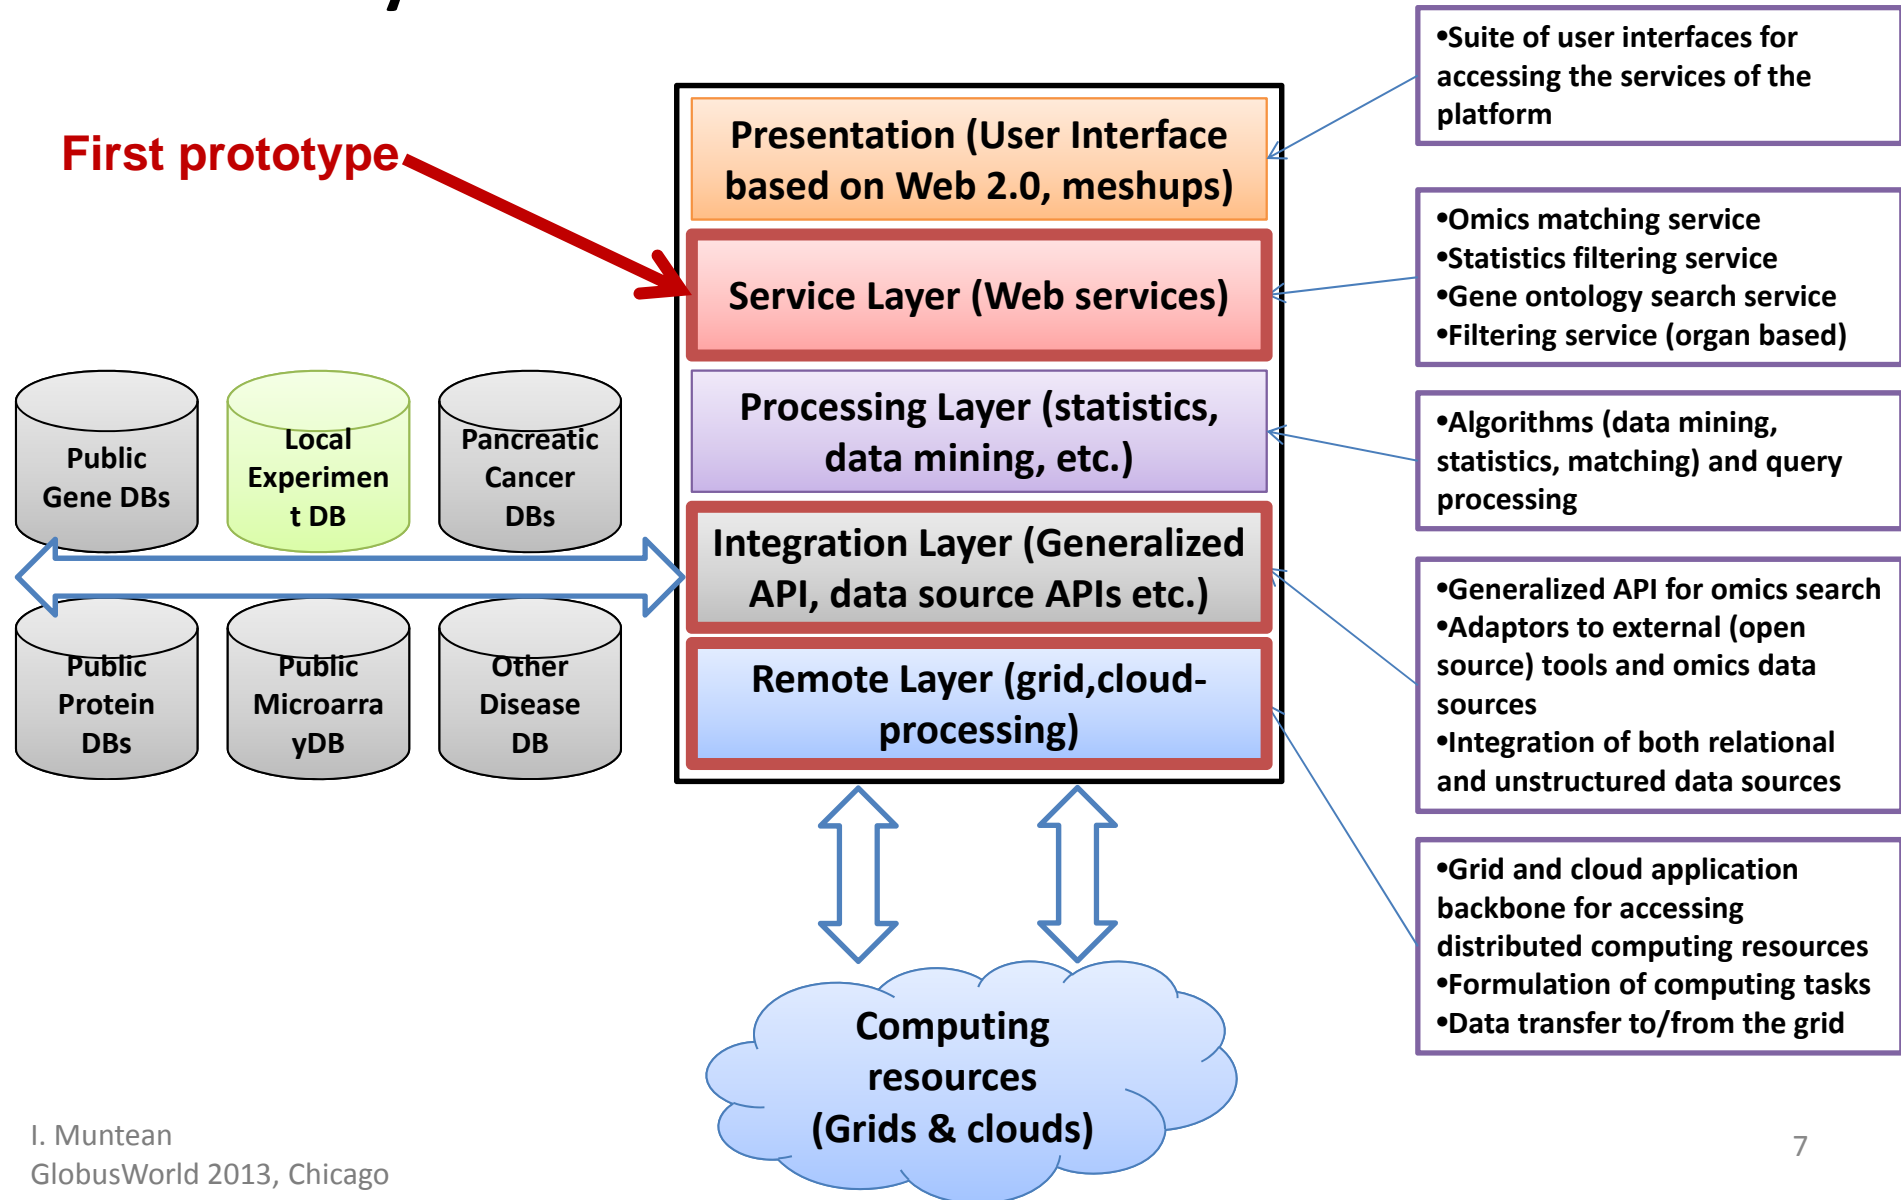 First prototype
Presentation (User Interface
based on Web 2.0, meshups)
Service Layer (Web services)
Processing Layer (statistics,
data mining, etc.)
Integration Layer (Generalized
API, data source APIs etc.)
Remote Layer (grid,cloud-
processing)
Public
Gene DBs
Local
Experimen
t DB
Pancreatic
Cancer
DBs
Public
Protein
DBs
Public
Microarra
yDB
Other
Disease
DB
Computing
resources
(Grids & clouds)
•Suite of user interfaces for
accessing the services of the
platform
•Omics matching service
•Statistics filtering service
•Gene ontology search service
•Filtering service (organ based)
•Algorithms (data mining,
statistics, matching) and query
processing
•Generalized API for omics search
•Adaptors to external (open
source) tools and omics data
sources
•Integration of both relational
and unstructured data sources
•Grid and cloud application
backbone for accessing
distributed computing resources
•Formulation of computing tasks
•Data transfer to/from the grid
I. Muntean
GlobusWorld 2013, Chicago
7